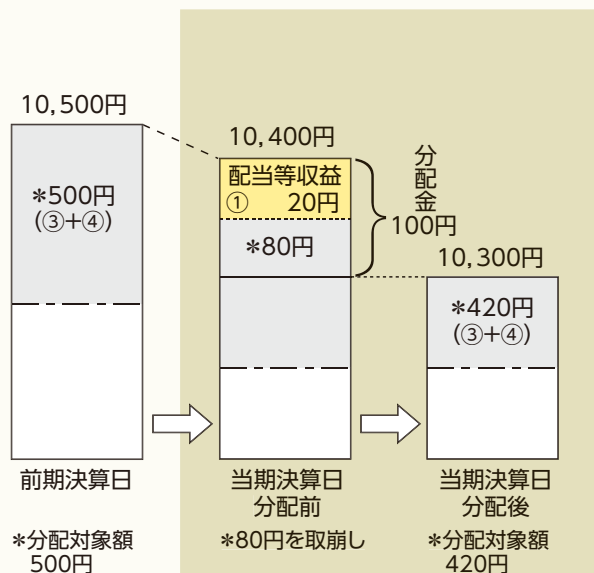 10,500円
*500円
(③+④)
前期決算日
*分配対象額
500円
10,400円
配当等収益
① 20円
*80円
分配金
100円
当期決算日
分配前
*80円を取崩し
10,300円
*420円
(③+④)
当期決算日
分配後
*分配対象額
420円